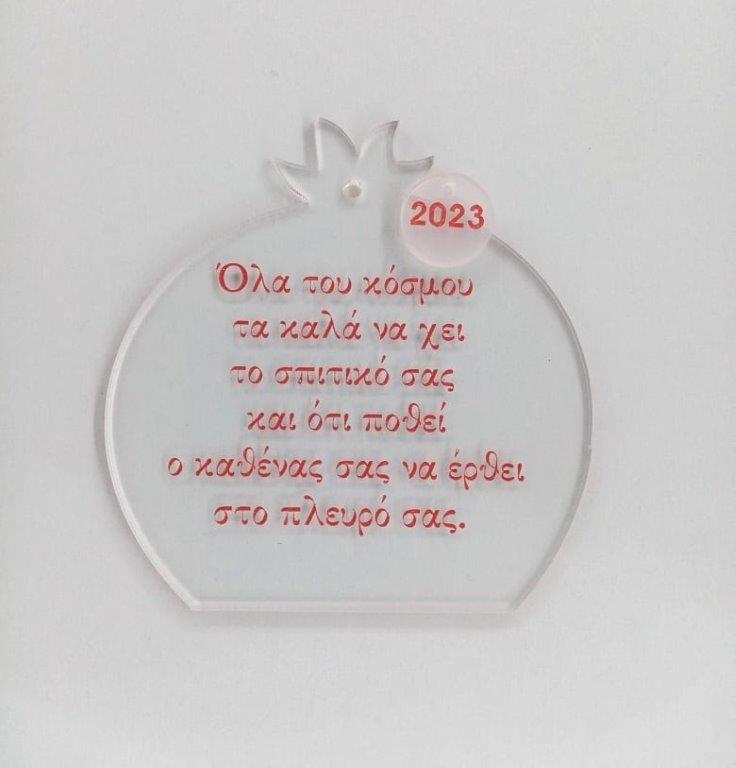 2023
Όλα του κόσμου
τα καλά να χει
το σπιτικό σας
και ότι ποθεί
ο καθένας σας να έρθει
στο πλευρό σας.